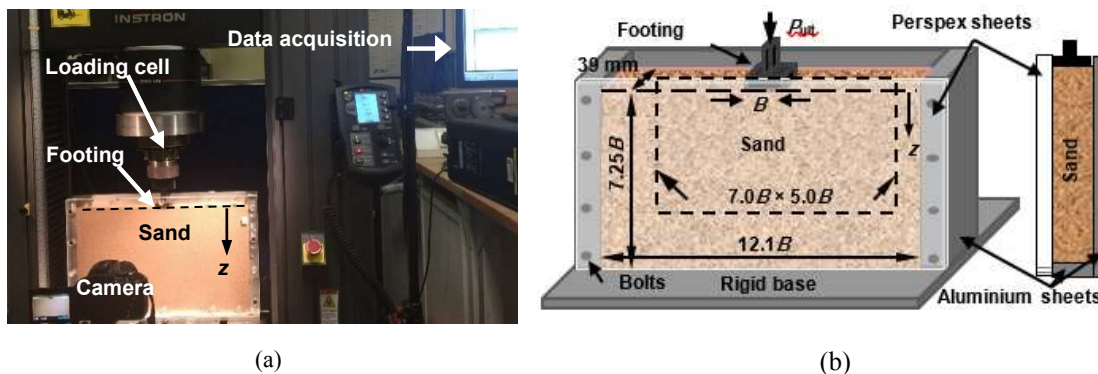 INSTRON
Data acquisition
Loading cell
Footing
Sand
z
Camera
(a)
Footing
Pult
Perspex sheets
39 mm
B
Sand
z
7.25B
7.0B × 5.0B
12.1B
Bolts
Rigid base
Aluminium sheets
Sand
(b)